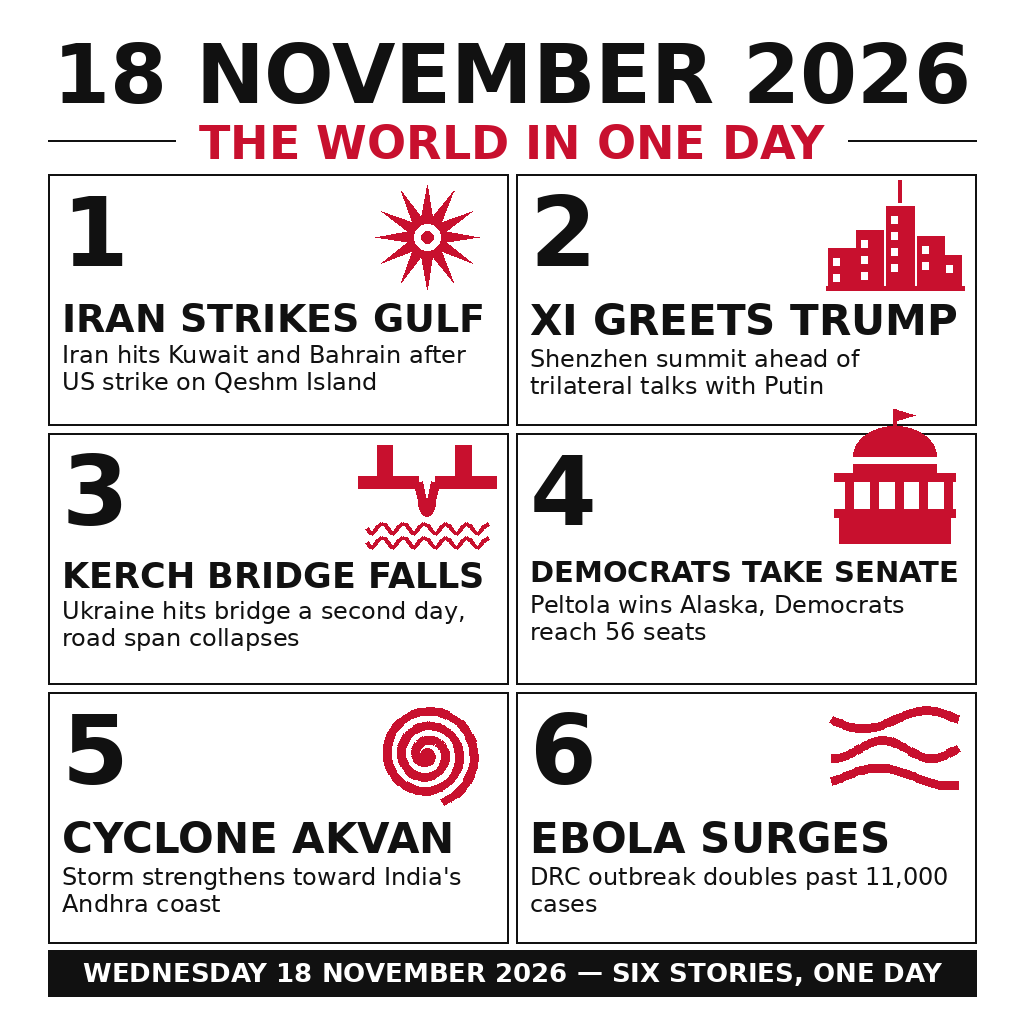 18 NOVEMBER 2026
THE WORLD IN ONE DAY
1
IRAN STRIKES GULF
Iran hits Kuwait and Bahrain after
US strike on Qeshm Island
2
XI GREETS TRUMP
Shenzhen summit ahead of
trilateral talks with Putin
3
KERCH BRIDGE FALLS
Ukraine hits bridge a second day,
road span collapses
4
DEMOCRATS TAKE SENATE
Peltola wins Alaska, Democrats
reach 56 seats
5
CYCLONE AKVAN
Storm strengthens toward India's
Andhra coast
6
EBOLA SURGES
DRC outbreak doubles past 11,000
cases
WEDNESDAY 18 NOVEMBER 2026 — SIX STORIES, ONE DAY